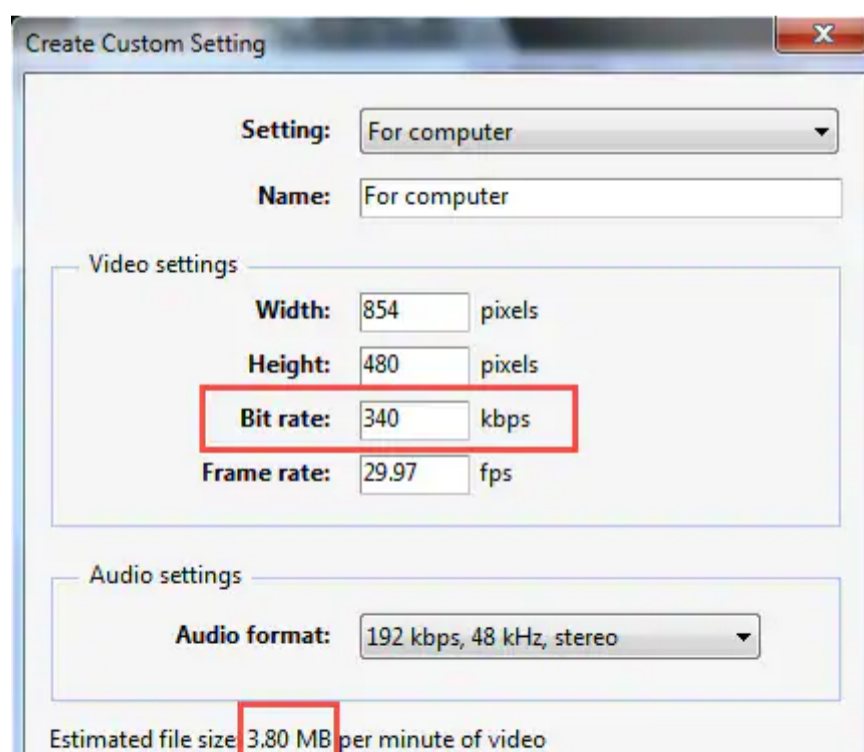 Create Custom Setting
Setting: For computer
Name: For computer
Video settings
Width: 854 pixels
Height: 480 pixels
Bit rate: 340 kbps
Frame rate: 29.97 fps
Audio settings
Audio format: 192 kbps, 48 kHz, stereo
Estimated file size: 3.80 MB per minute of video